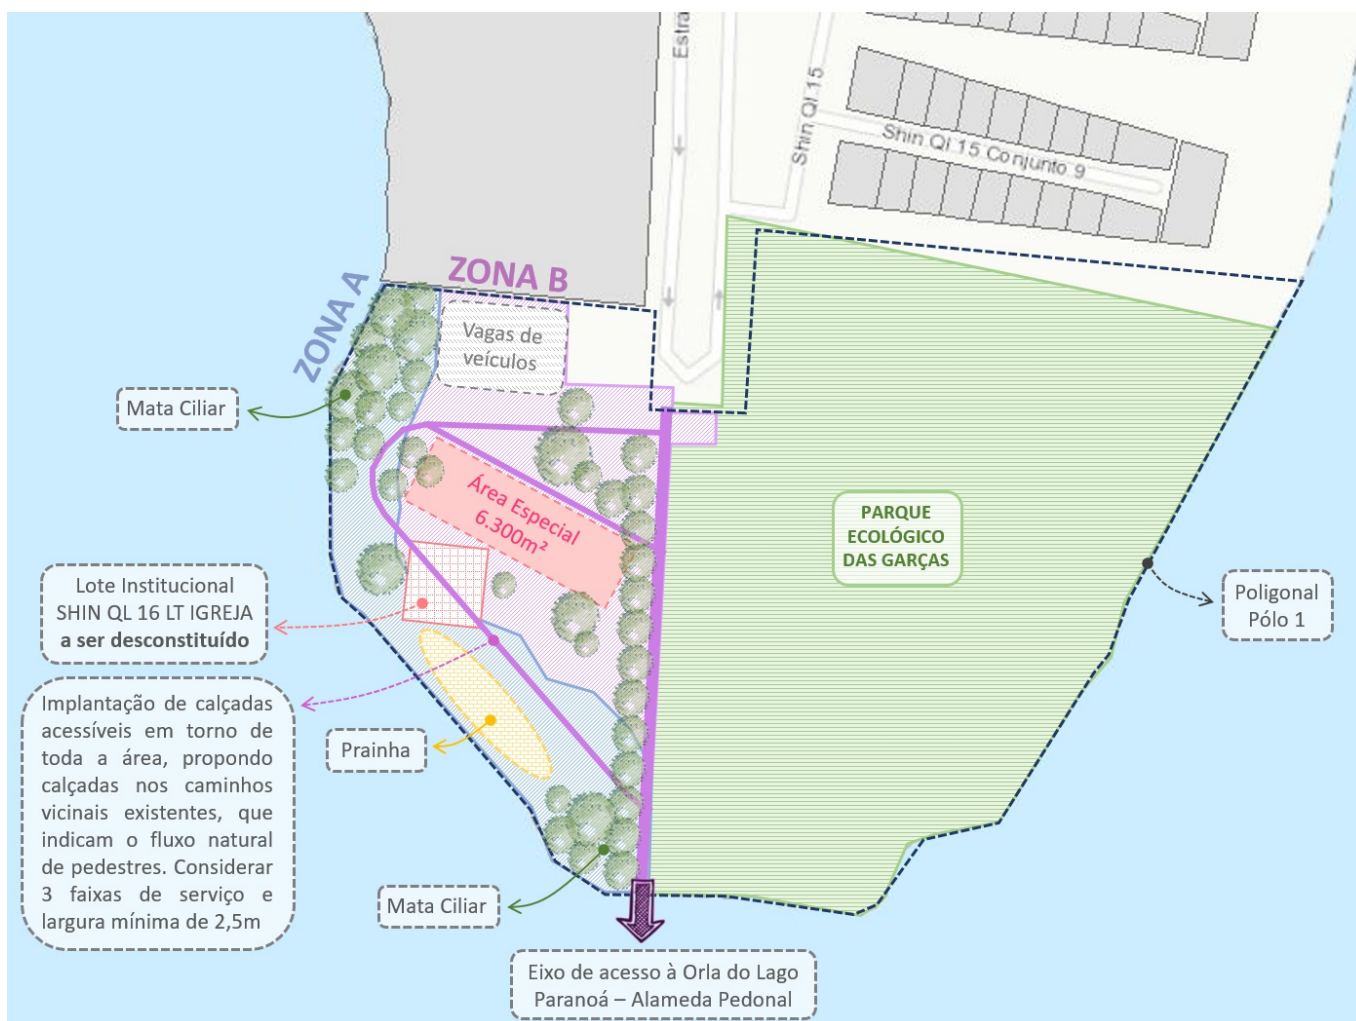 Estra
Shin QI 15
Shin QI 15 Conjunto 9
ZONA A
ZONA B
Vagas de
veículos
Mata Ciliar
Área Especial
6.300m²
PARQUE
ECOLÓGICO
DAS GARÇAS
Lote Institucional
SHIN QL 16 LT IGREJA
a ser desconstituído
Poligonal
Pólo 1
Implantação de calçadas
acessíveis em torno de
toda a área, propondo
calçadas nos caminhos
vicinais existentes, que
indicam o fluxo natural
de pedestres. Considerar
3 faixas de serviço e
largura mínima de 2,5m
Prainha
Mata Ciliar
Eixo de acesso à Orla do Lago
Paranoá – Alameda Pedonal